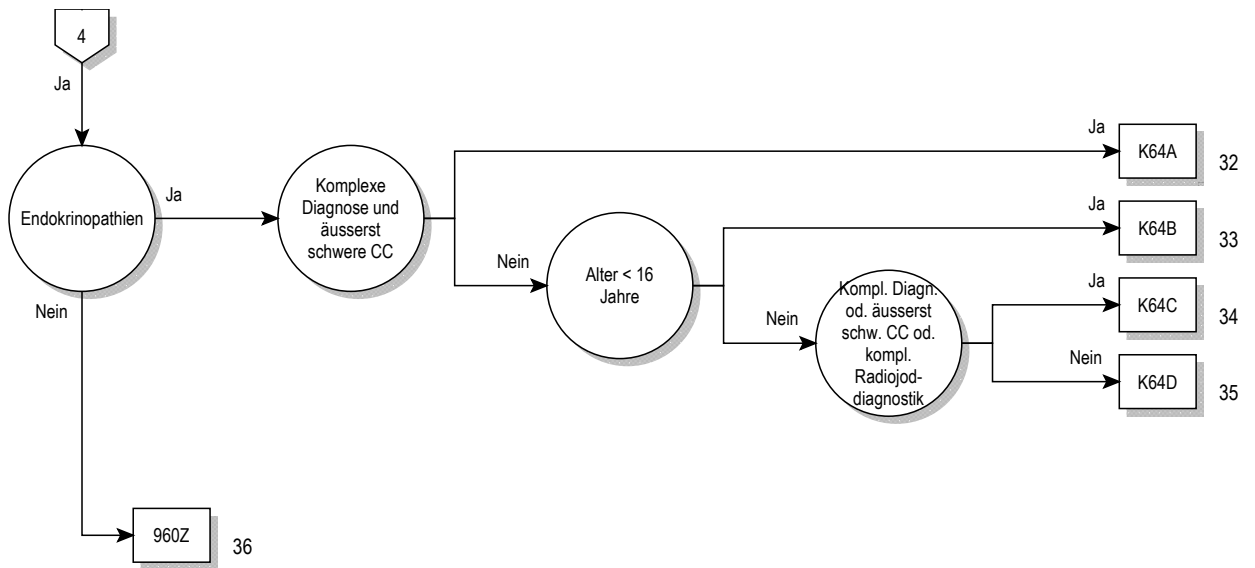 4
Ja
Endokrinopathien
Ja
Nein
Komplexe
Diagnose und
äusserst
schwere CC
Nein
Alter < 16
Jahre
Nein
Kompl. Diagn.
od. äusserst
schw. CC od.
kompl.
Radiojod-
diagnostik
Ja
K64A
32
Ja
K64B
33
Ja
K64C
34
Nein
K64D
35
960Z
36